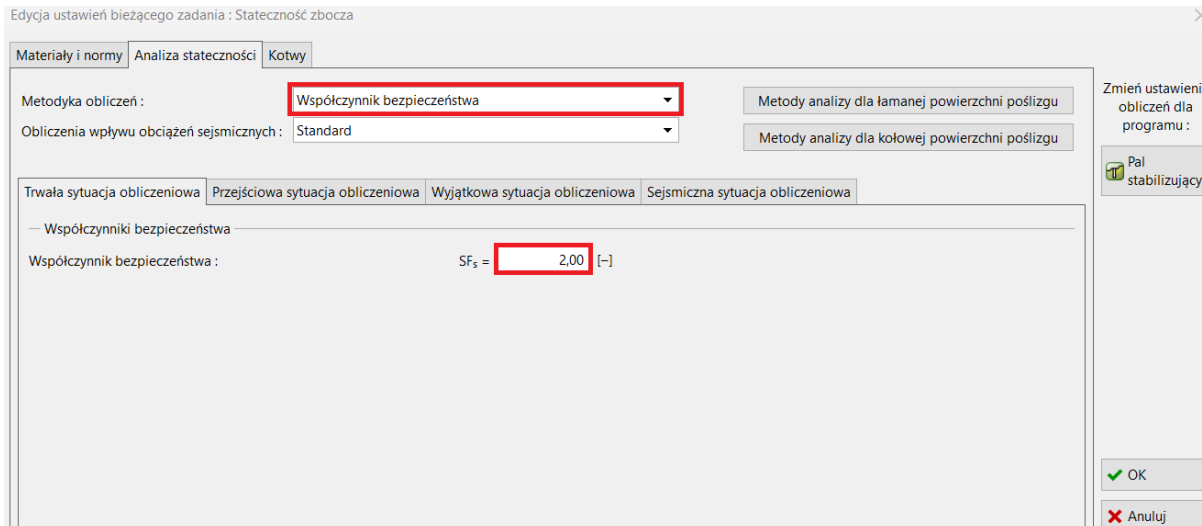 Edycja ustawień bieżącego zadania : Stateczność zbocza
Materiały i normy Analiza stateczności Kotwy
Metodyka obliczeń : Współczynnik bezpieczeństwa
Metody analizy dla łamanej powierzchni poślizgu
Obliczenia wpływu obciążeń sejsmicznych : Standard
Metody analizy dla kołowej powierzchni poślizgu
Trwała sytuacja obliczeniowa Przejściowa sytuacja obliczeniowa Wyjątkowa sytuacja obliczeniowa Sejsmiczna sytuacja obliczeniowa
Współczynniki bezpieczeństwa
Współczynnik bezpieczeństwa : SFs = 2,00 [–]
Zmień ustawieni
obliczeń dla
programu :
Pal
stabilizujący
OK
Anuluj